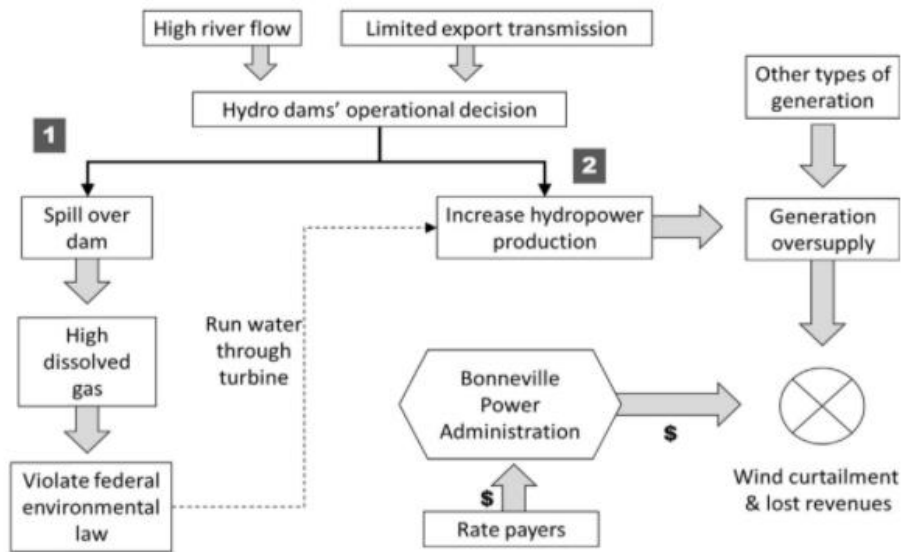 High river flow
Limited export transmission
Other types of
generation
Hydro dams' operational decision
1
2
Spill over
dam
Increase hydropower
production
Generation
oversupply
High
dissolved
gas
Run water
through
turbine
Bonneville
Power
Administration
$
Violate federal
environmental
law
$
Rate payers
Wind curtailment
& lost revenues